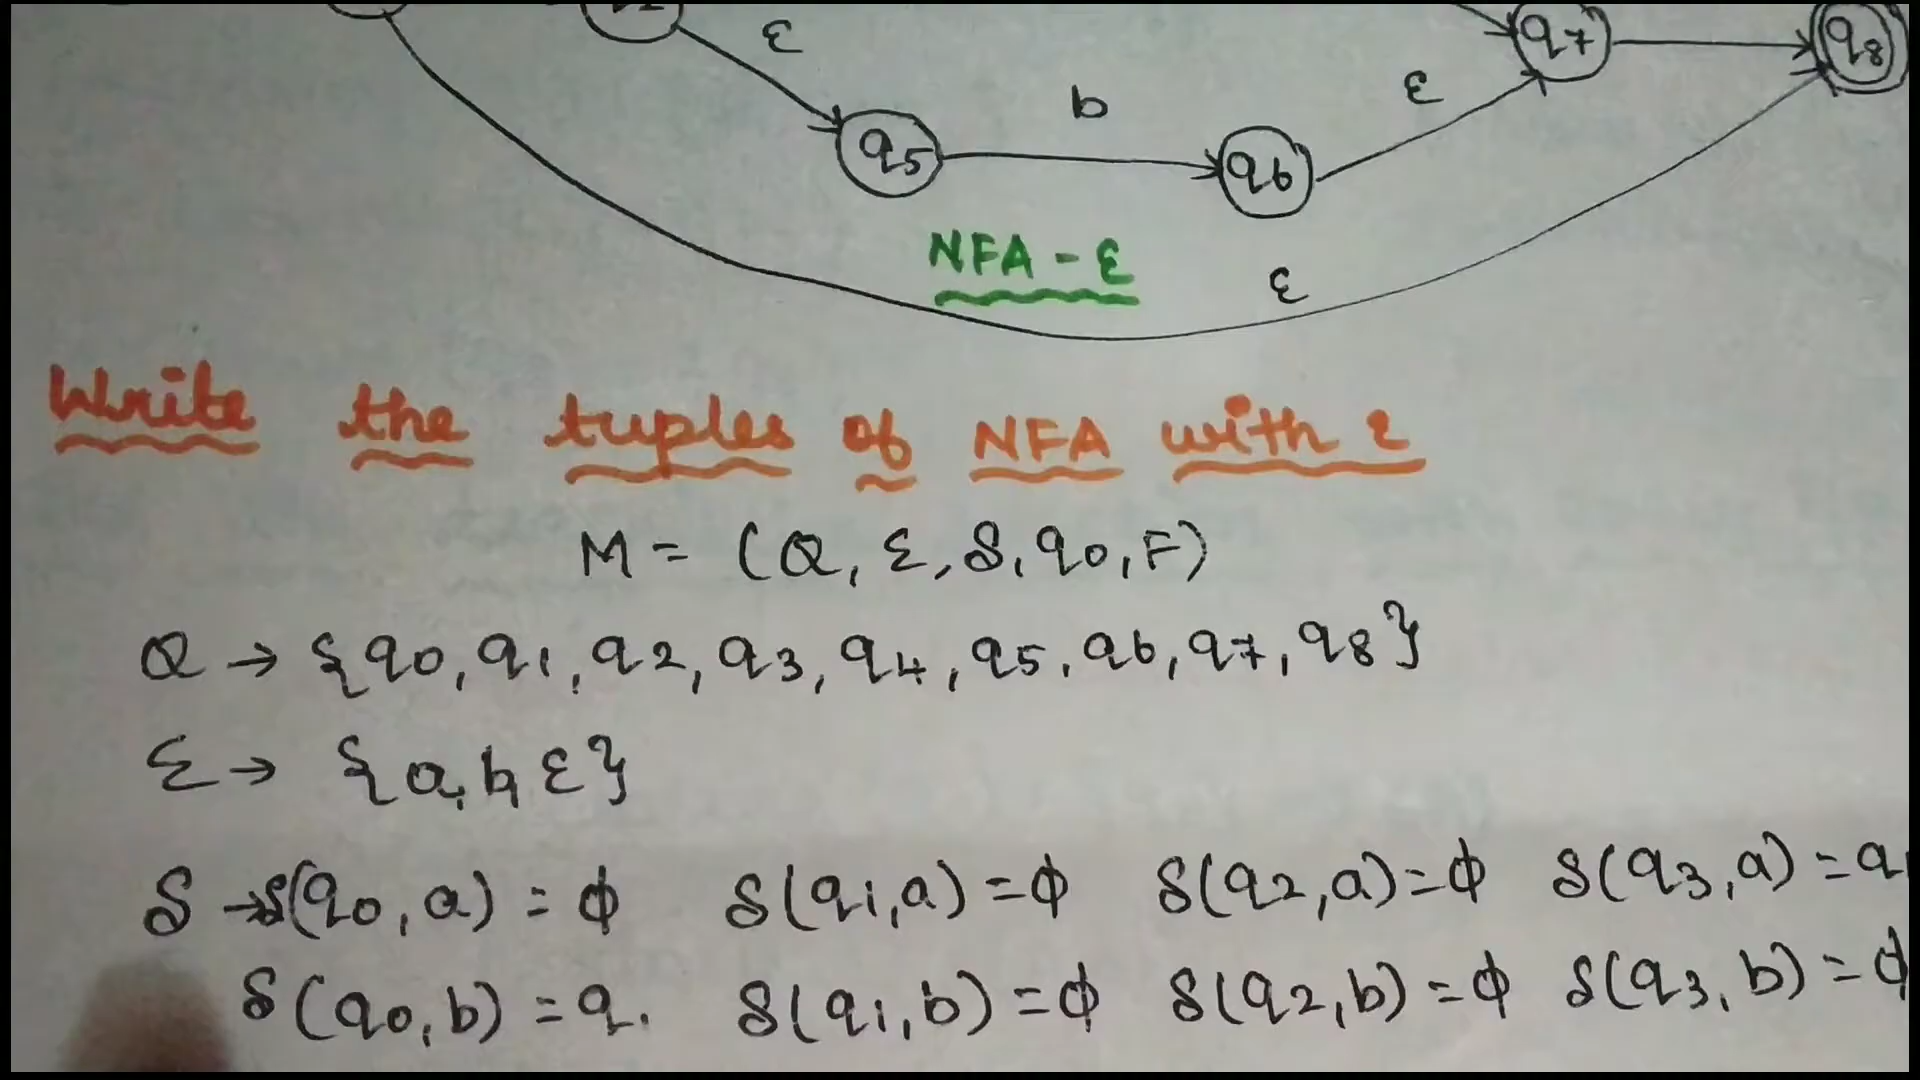 ε q7 q8
b ε
q5 q6
NFA - ε
ε
Write the tuples of NFA with ε
M = (Q, Σ, δ, q0, F)
Q → {q0, q1, q2, q3, q4, q5, q6, q7, q8}
Σ → {a, b, ε}
δ → δ(q0, a) = ϕ δ(q1, a) = ϕ δ(q2, a) = ϕ δ(q3, a) = q
δ(q0, b) = q. δ(q1, b) = ϕ δ(q2, b) = ϕ δ(q3, b) = ϕ